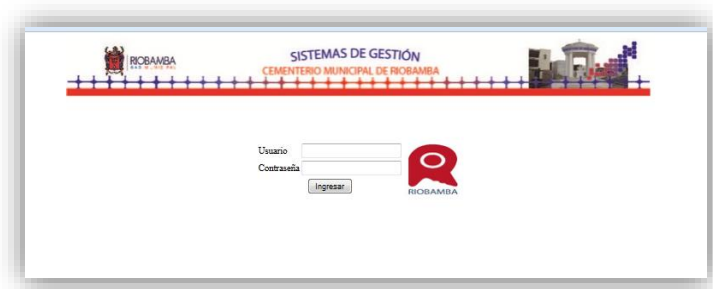 RIOBAMBA
SISTEMAS DE GESTIÓN
CEMENTERIO MUNICIPAL DE RIOBAMBA
Usuario
Contraseña
Ingresar
RIOBAMBA